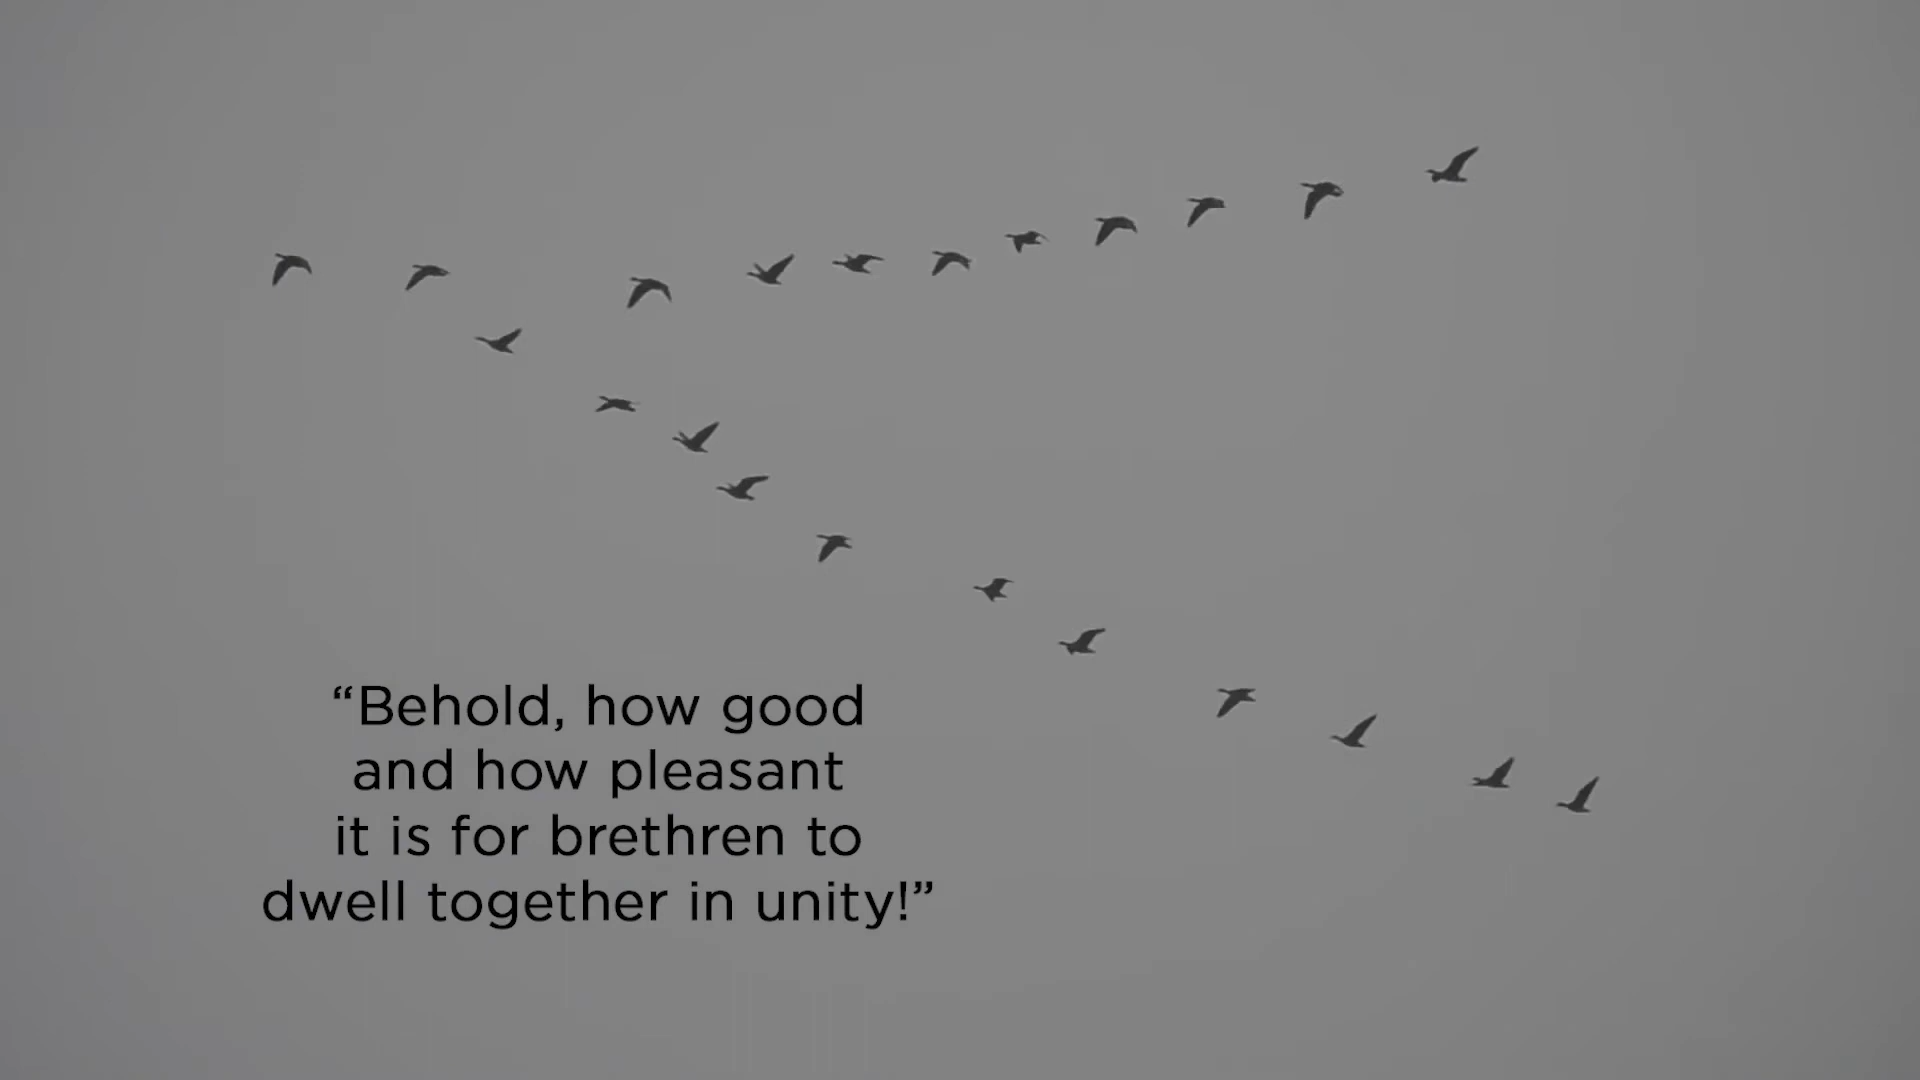 “Behold, how good
and how pleasant
it is for brethren to
dwell together in unity!”